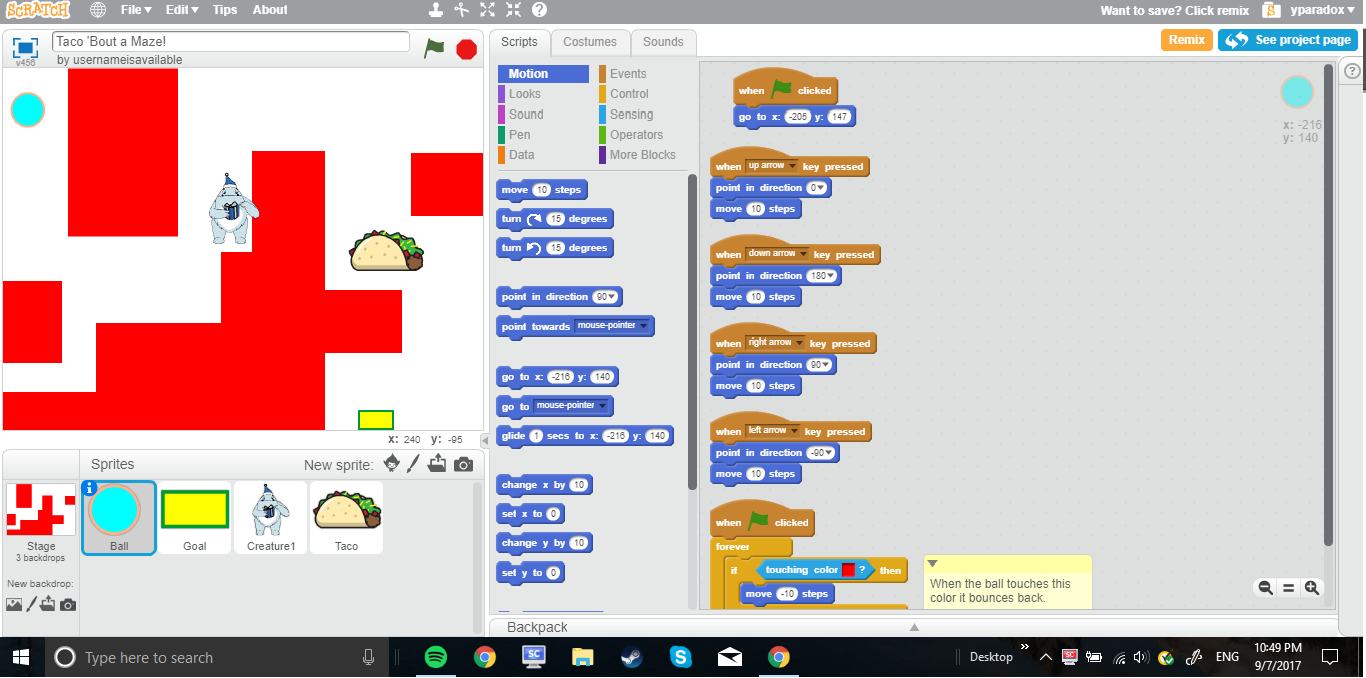 SCRATCH File▼ Edit▼ Tips About Want to save? Click remix S yparadox▼
v456 Taco 'Bout a Maze!
by usernameisavailable
Scripts Costumes Sounds Remix See project page
Motion Events
Looks Control
Sound Sensing
Pen Operators
Data More Blocks
move 10 steps
turn 15 degrees
turn 15 degrees
point in direction 90▼
point towards mouse-pointer
go to x: -216 y: 140
go to mouse-pointer
glide 1 secs to x: -216 y: 140
change x by 10
set x to 0
change y by 10
set y to 0
when clicked
go to x: -205 y: 147
when up arrow key pressed
point in direction 0▼
move 10 steps
when down arrow key pressed
point in direction 180▼
move 10 steps
when right arrow key pressed
point in direction 90▼
move 10 steps
when left arrow key pressed
point in direction -90▼
move 10 steps
when clicked
forever
if touching color ? then
move -10 steps
When the ball touches this
color it bounces back.
x: -216
y: 140
x: 240 y: -95
Sprites New sprite:
Stage
3 backdrops
New backdrop:
Ball Goal Creature1 Taco
Backpack
Type here to search
SC
Desktop
SC
ENG
10:49 PM
9/7/2017